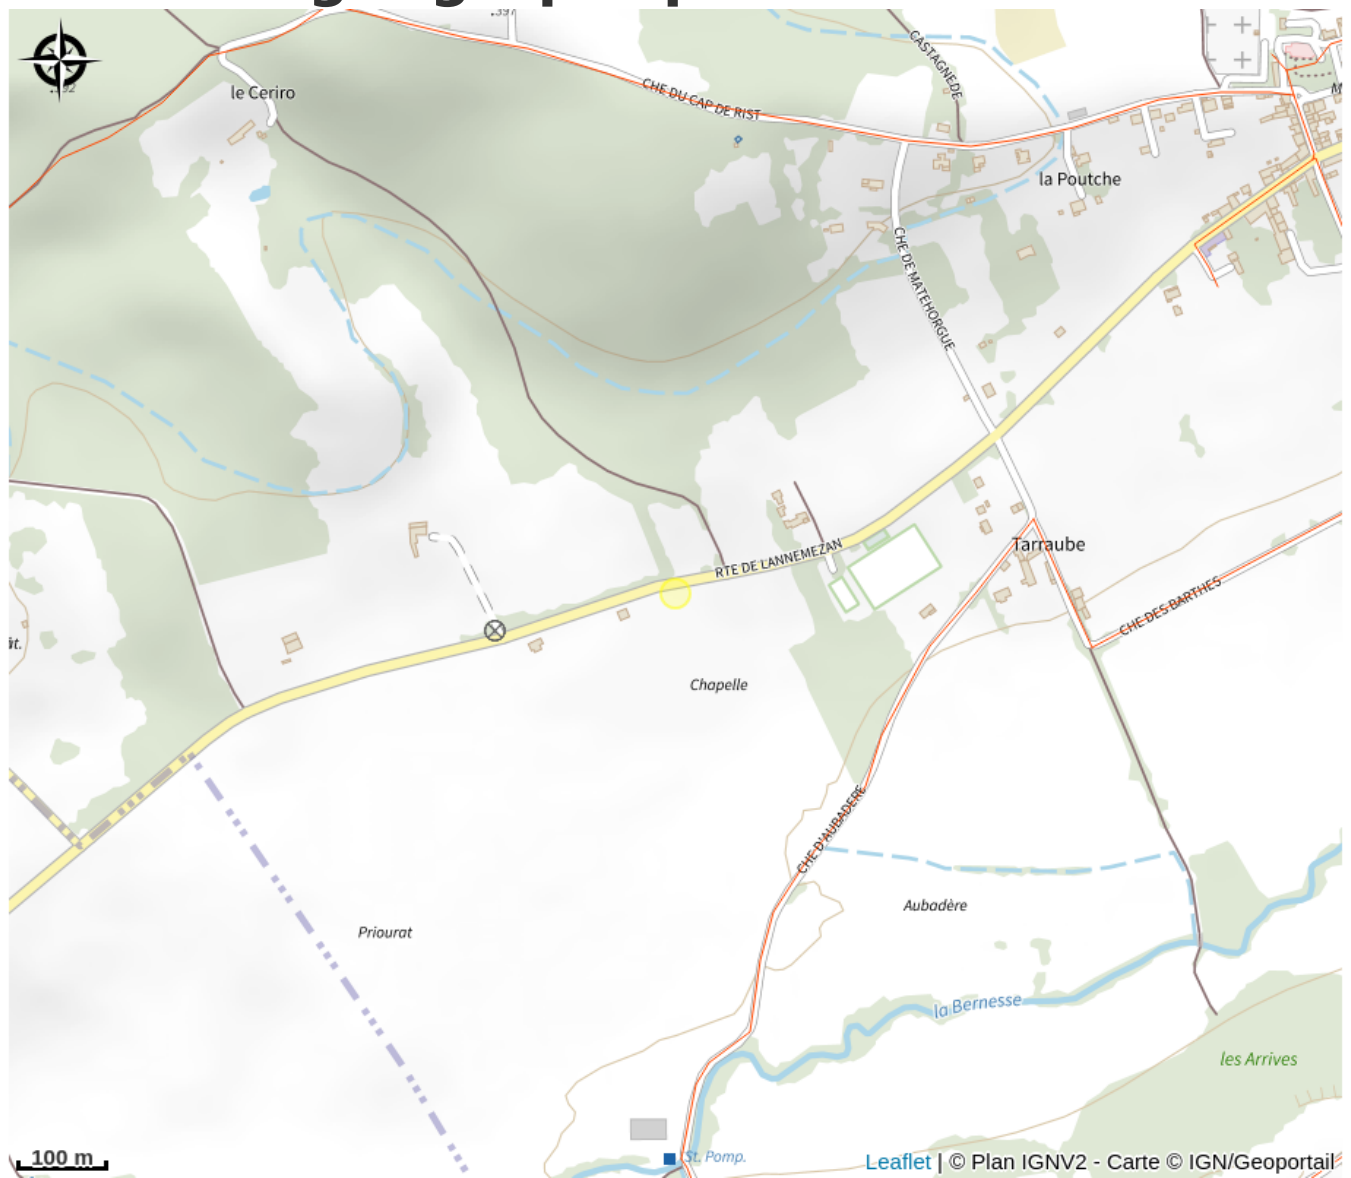 le Ceriro
CHE DU CAP DE RIST
CASTAGNEDE
la Poutche
CHE DE MATEHORGUE
RTE DE LANNEMEZAN
Tarraube
CHE DES BARTHES
ât.
Chapelle
CHE D'AUBADERE
Aubadère
Priourat
la Bernesse
les Arrives
St. Pomp.
100 m
Leaflet | © Plan IGNV2 - Carte © IGN/Geoportail